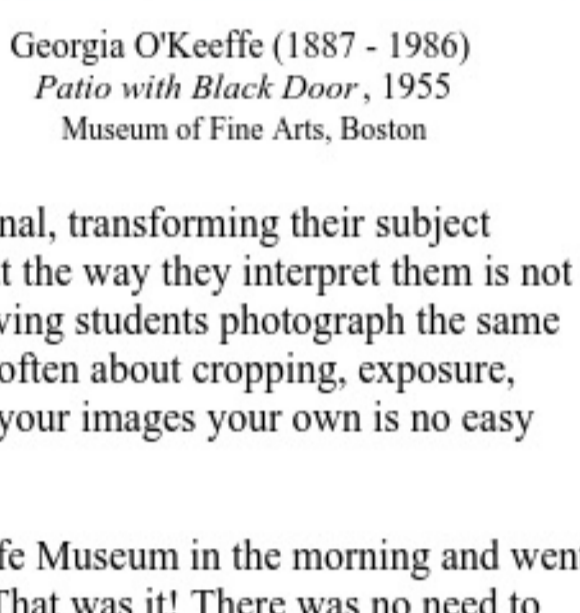 Georgia O'Keeffe (1887 - 1986)
Patio with Black Door, 1955
Museum of Fine Arts, Boston
nal, transforming their subject
t the way they interpret them is not
ving students photograph the same
often about cropping, exposure,
your images your own is no easy
fe Museum in the morning and went
That was it! There was no need to